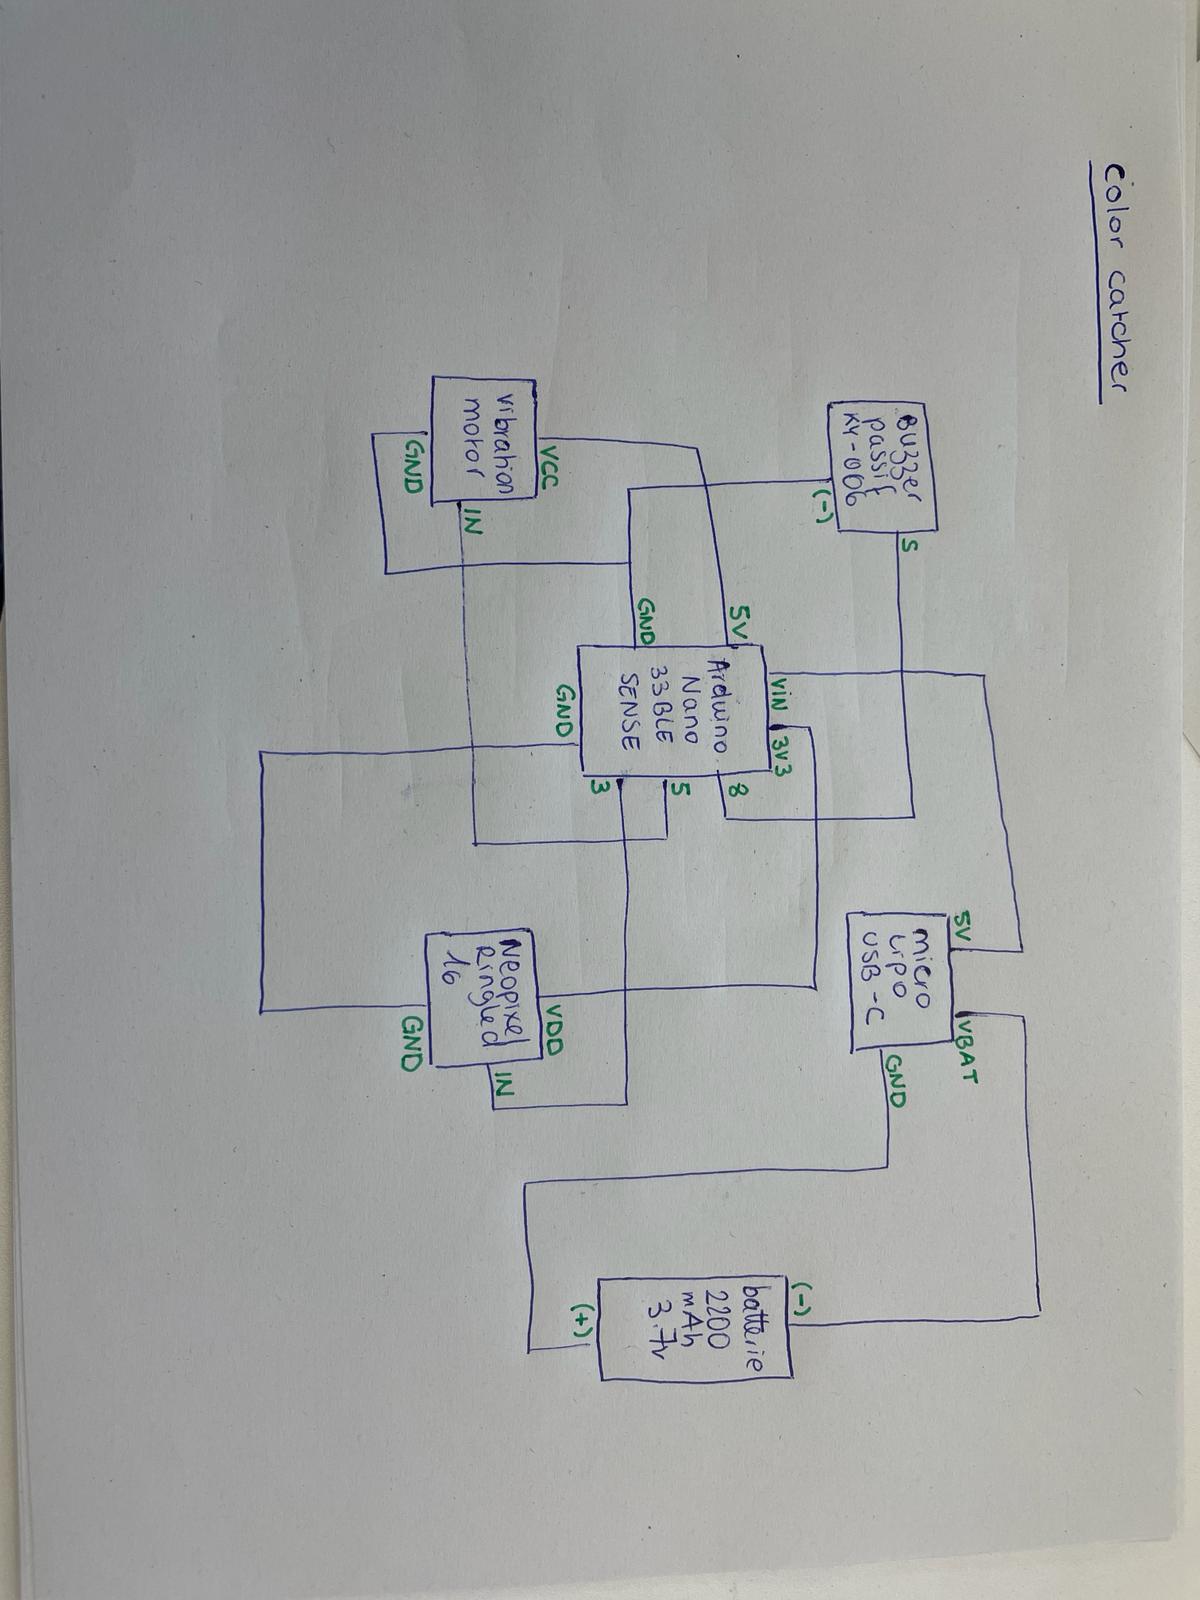 color catcher
5V
VBAT
micro
Lipo
USB-C
GND
Buzzer
passif
KY-006
S
(-)
VIN
3V3
5V
8
Arduino
Nano
33 BLE
SENSE
5
GND
3
GND
(-)
batterie
2200
mAh
3.7v
(+)
VCC
vibration
motor
IN
GND
VDD
Neopixel
Ringled
16
IN
GND